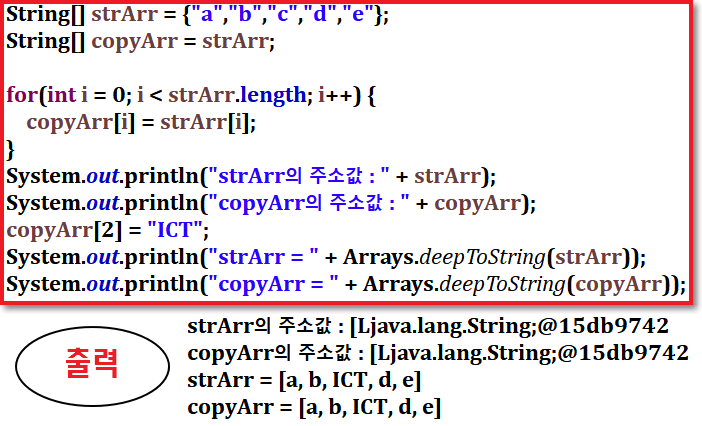 String[] strArr = {"a","b","c","d","e"};
String[] copyArr = strArr;
for(int i = 0; i < strArr.length; i++) {
copyArr[i] = strArr[i];
}
System.out.println("strArr의 주소값 : " + strArr);
System.out.println("copyArr의 주소값 : " + copyArr);
copyArr[2] = "ICT";
System.out.println("strArr = " + Arrays.deepToString(strArr));
System.out.println("copyArr = " + Arrays.deepToString(copyArr));
출력
strArr의 주소값 : [Ljava.lang.String;@15db9742
copyArr의 주소값 : [Ljava.lang.String;@15db9742
strArr = [a, b, ICT, d, e]
copyArr = [a, b, ICT, d, e]